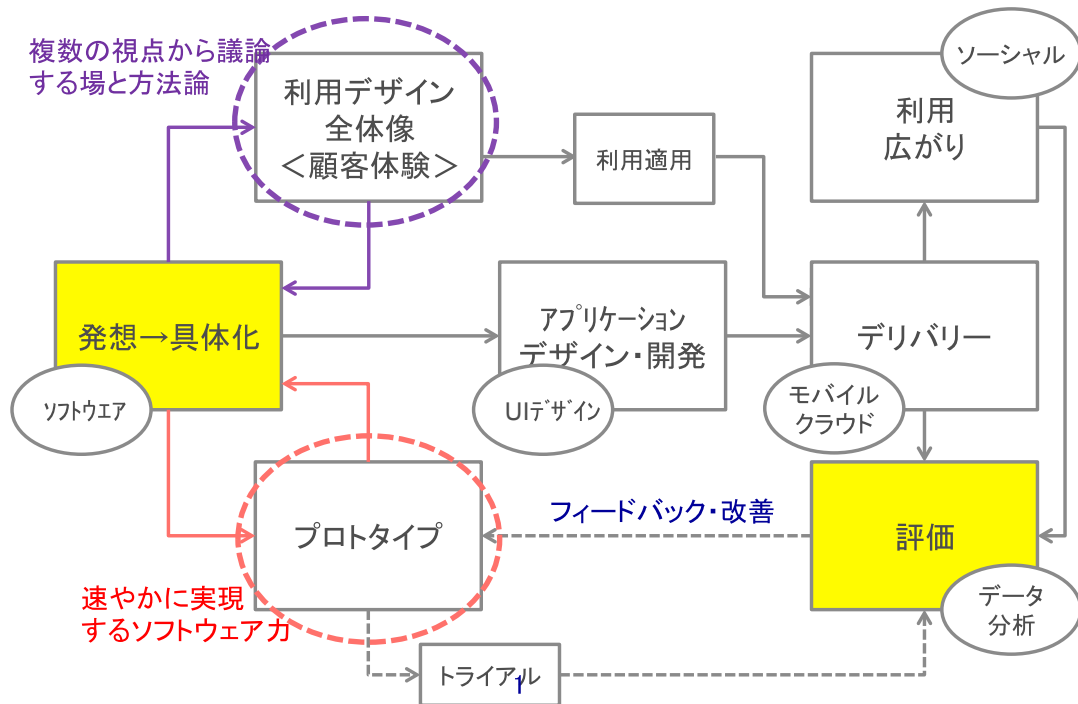 複数の視点から議論
する場と方法論
利用デザイン
全体像
＜顧客体験＞
利用適用
ソーシャル
利用
広がり
発想→具体化
ソフトウエア
アプリケーション
デザイン・開発
UIデザイン
デリバリー
モバイル
クラウド
プロトタイプ
フィードバック・改善
評価
データ
分析
速やかに実現
するソフトウェア力
トライアル
1